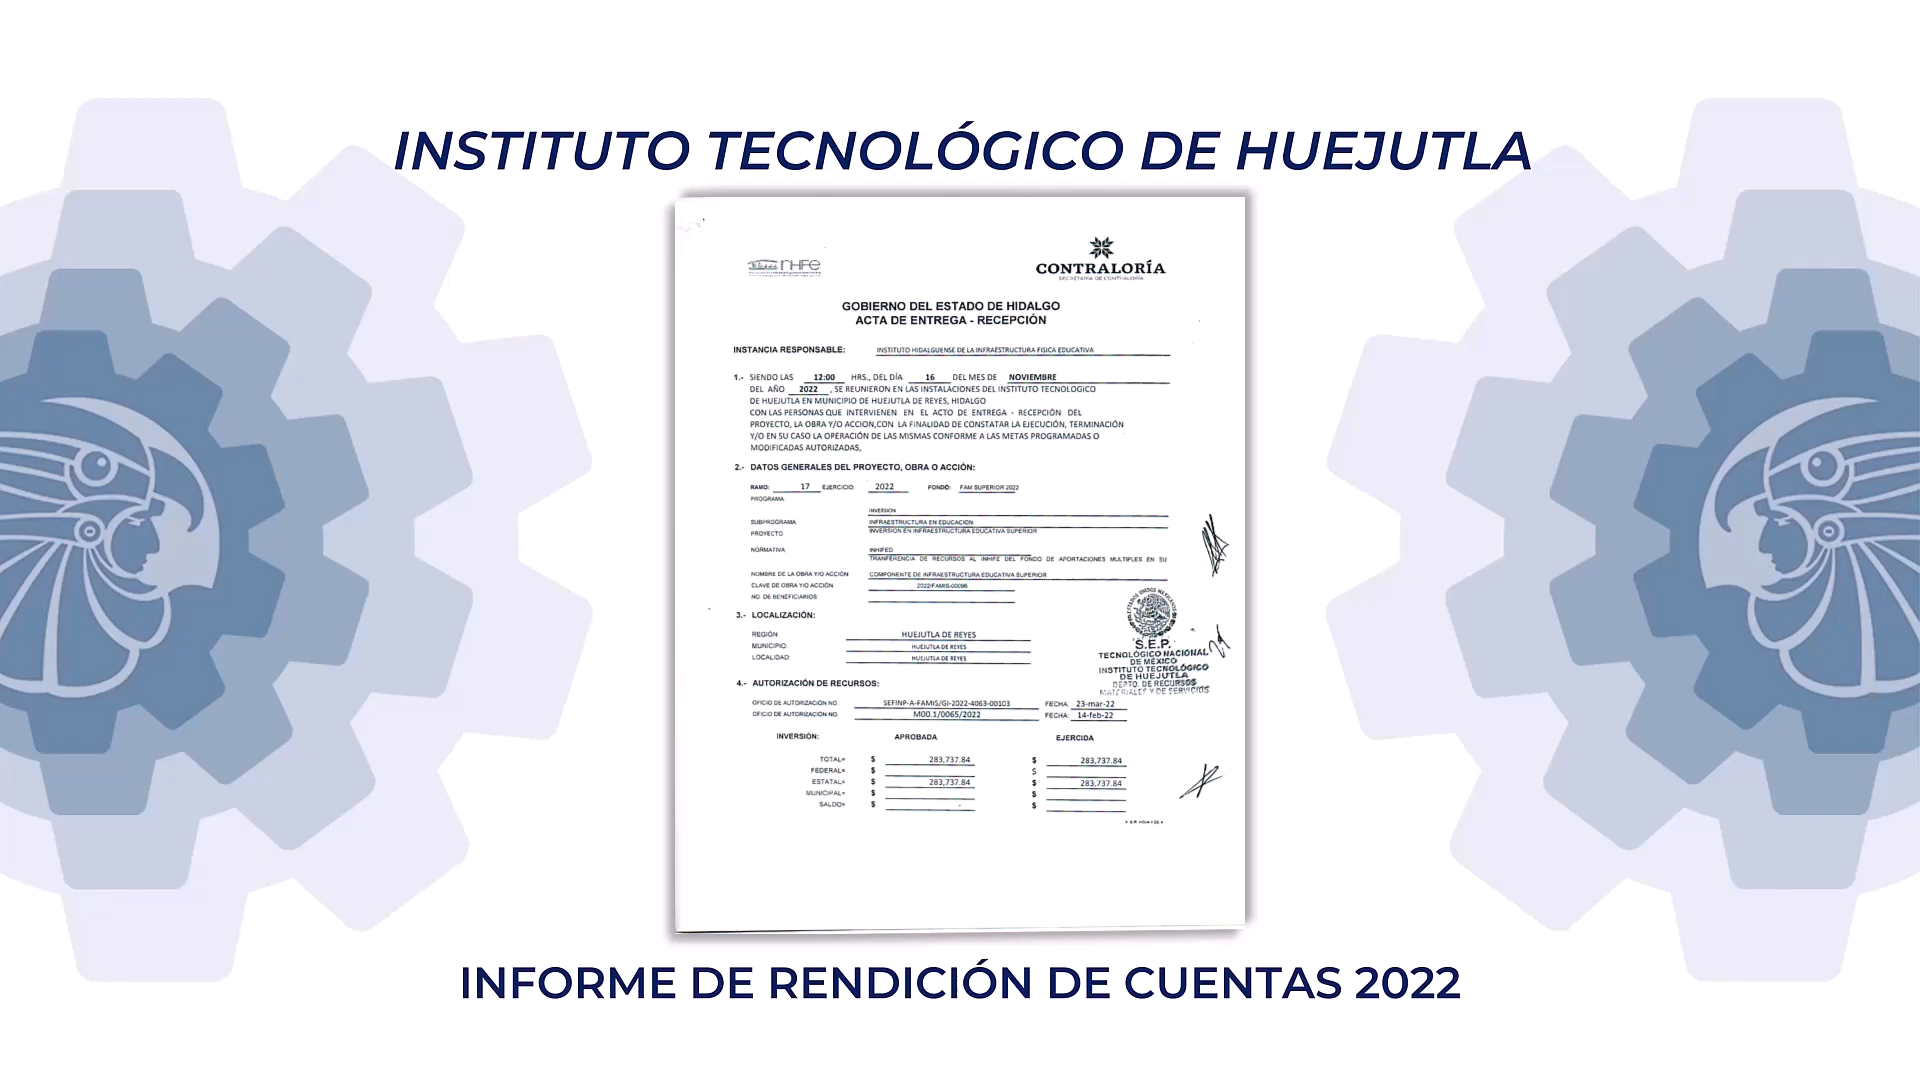 INSTITUTO TECNOLÓGICO DE HUEJUTLA
INHFE
CONTRALORÍA
SECRETARÍA DE CONTRALORÍA
GOBIERNO DEL ESTADO DE HIDALGO
ACTA DE ENTREGA - RECEPCIÓN
INSTANCIA RESPONSABLE: INSTITUTO HIDALGUENSE DE LA INFRAESTRUCTURA FISICA EDUCATIVA
1.- SIENDO LAS 12:00 HRS., DEL DÍA 16 DEL MES DE NOVIEMBRE
DEL AÑO 2022 , SE REUNIERON EN LAS INSTALACIONES DEL INSTITUTO TECNOLOGICO
DE HUEJUTLA EN MUNICIPIO DE HUEJUTLA DE REYES, HIDALGO
CON LAS PERSONAS QUE INTERVIENEN EN EL ACTO DE ENTREGA - RECEPCIÓN DEL
PROYECTO, LA OBRA Y/O ACCION,CON LA FINALIDAD DE CONSTATAR LA EJECUCIÓN, TERMINACIÓN
Y/O EN SU CASO LA OPERACIÓN DE LAS MISMAS CONFORME A LAS METAS PROGRAMADAS O
MODIFICADAS AUTORIZADAS,
2.- DATOS GENERALES DEL PROYECTO, OBRA O ACCIÓN:
RAMO: 17 EJERCICIO: 2022 FONDO: FAM SUPERIOR 2022
PROGRAMA
INVERSION
SUBPROGRAMA INFRAESTRUCTURA EN EDUCACION
PROYECTO INVERSION EN INFRAESTRUCTURA EDUCATIVA SUPERIOR
NORMATIVA: INHIFED
TRANFERENCIA DE RECURSOS AL INHIFE DEL FONDO DE APORTACIONES MULTIPLES EN SU
NOMBRE DE LA OBRA Y/O ACCIÓN COMPONENTE DE INFRAESTRUCTURA EDUCATIVA SUPERIOR
CLAVE DE OBRA Y/O ACCIÓN 2022/FAMIS-00096
NO. DE BENEFICIARIOS
3.- LOCALIZACIÓN:
REGIÓN: HUEJUTLA DE REYES
MUNICIPIO: HUEJUTLA DE REYES
LOCALIDAD: HUEJUTLA DE REYES
ESTADOS UNIDOS MEXICANOS
S.E.P.
TECNOLÓGICO NACIONAL
DE MÉXICO
INSTITUTO TECNOLÓGICO
DE HUEJUTLA
DEPTO. DE RECURSOS
MATERIALES Y DE SERVICIOS
4.- AUTORIZACIÓN DE RECURSOS:
OFICIO DE AUTORIZACIÓN NO SEFINP-A-FAMIS/GI-2022-4063-00103 FECHA: 23-mar-22
OFICIO DE AUTORIZACIÓN NO. M00.1/0065/2022 FECHA: 14-feb-22
INVERSIÓN: APROBADA EJERCIDA
TOTAL= $ 283,737.84 $ 283,737.84
FEDERAL= $ $
ESTATAL= $ 283,737.84 $ 283,737.84
MUNICIPAL= $ $
SALDO= $ - $
INFORME DE RENDICIÓN DE CUENTAS 2022